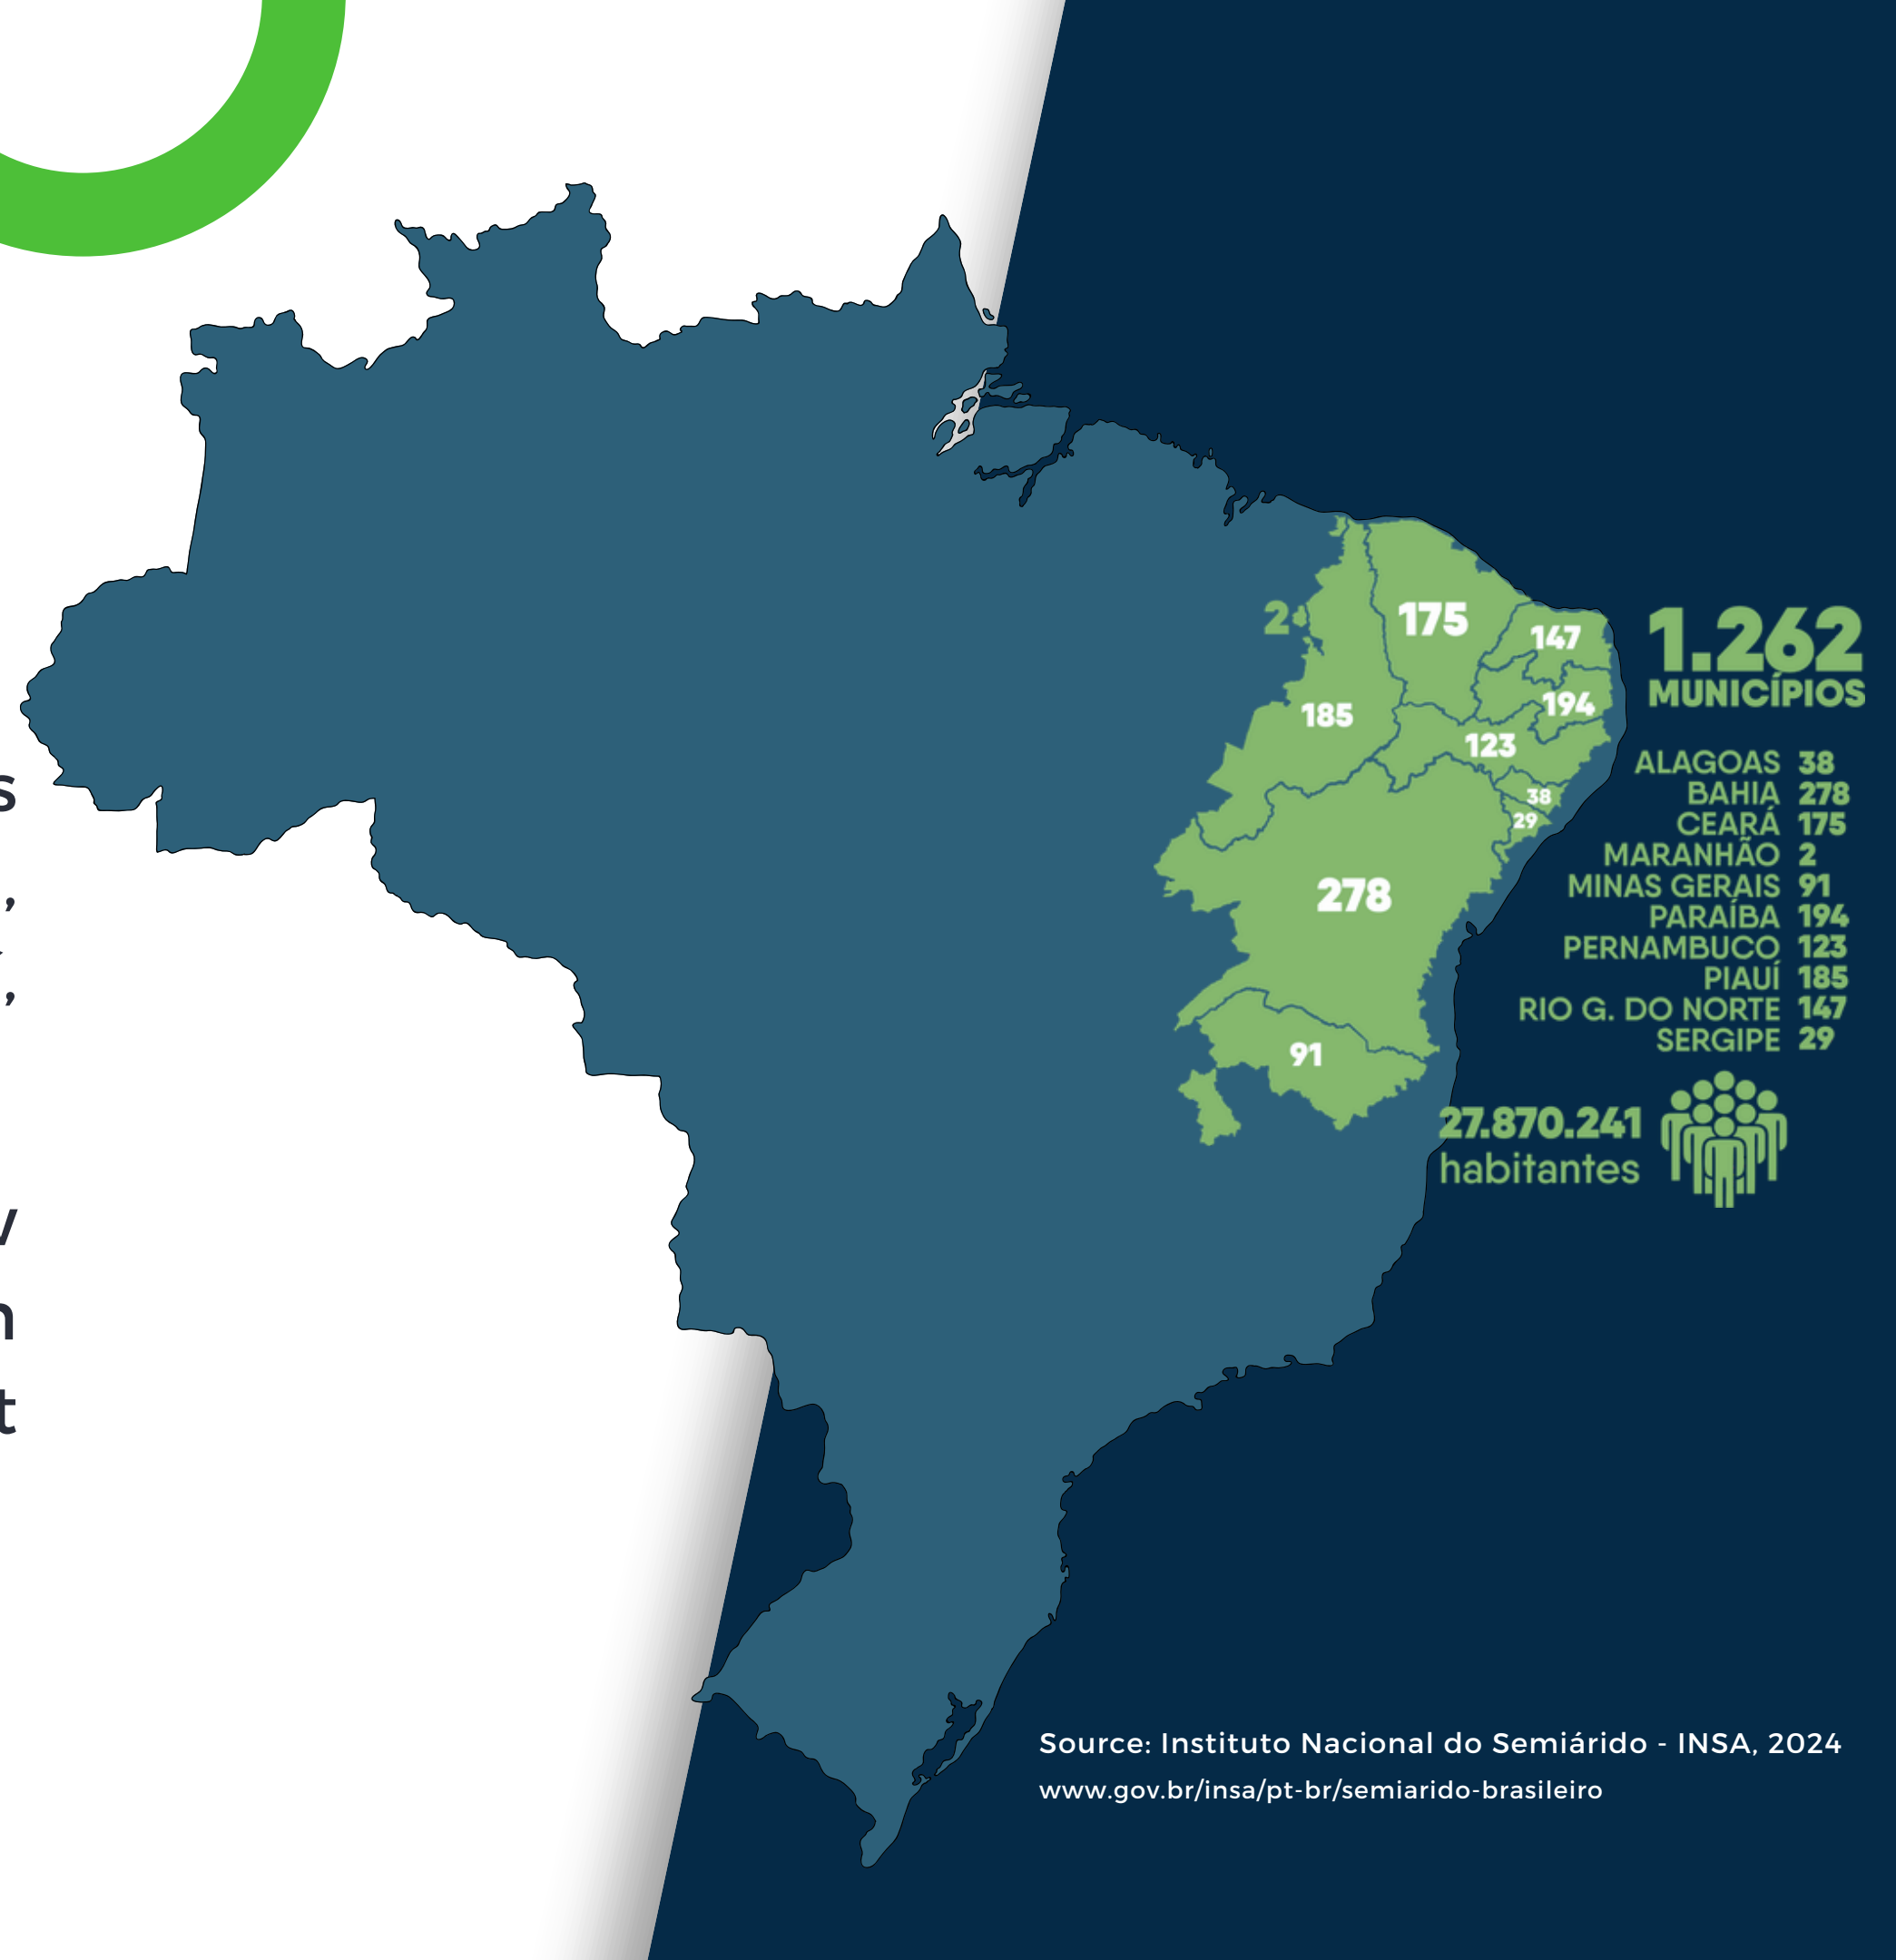 s
,
,
v
n
t
2
175
147
185
194
123
38
29
278
91
1.262
MUNICÍPIOS
ALAGOAS 38
BAHIA 278
CEARÁ 175
MARANHÃO 2
MINAS GERAIS 91
PARAÍBA 194
PERNAMBUCO 123
PIAUÍ 185
RIO G. DO NORTE 147
SERGIPE 29
27.870.241
habitantes
Source: Instituto Nacional do Semiárido - INSA, 2024
www.gov.br/insa/pt-br/semiarido-brasileiro